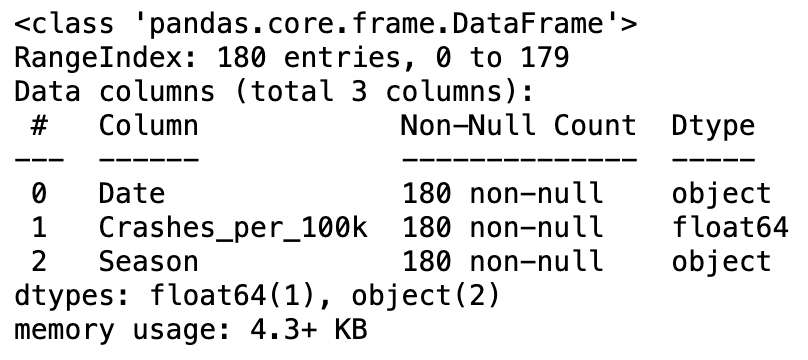 <class 'pandas.core.frame.DataFrame'>
RangeIndex: 180 entries, 0 to 179
Data columns (total 3 columns):
 #   Column             Non-Null Count  Dtype
---  ------             --------------  -----
 0   Date               180 non-null    object
 1   Crashes_per_100k   180 non-null    float64
 2   Season             180 non-null    object
dtypes: float64(1), object(2)
memory usage: 4.3+ KB